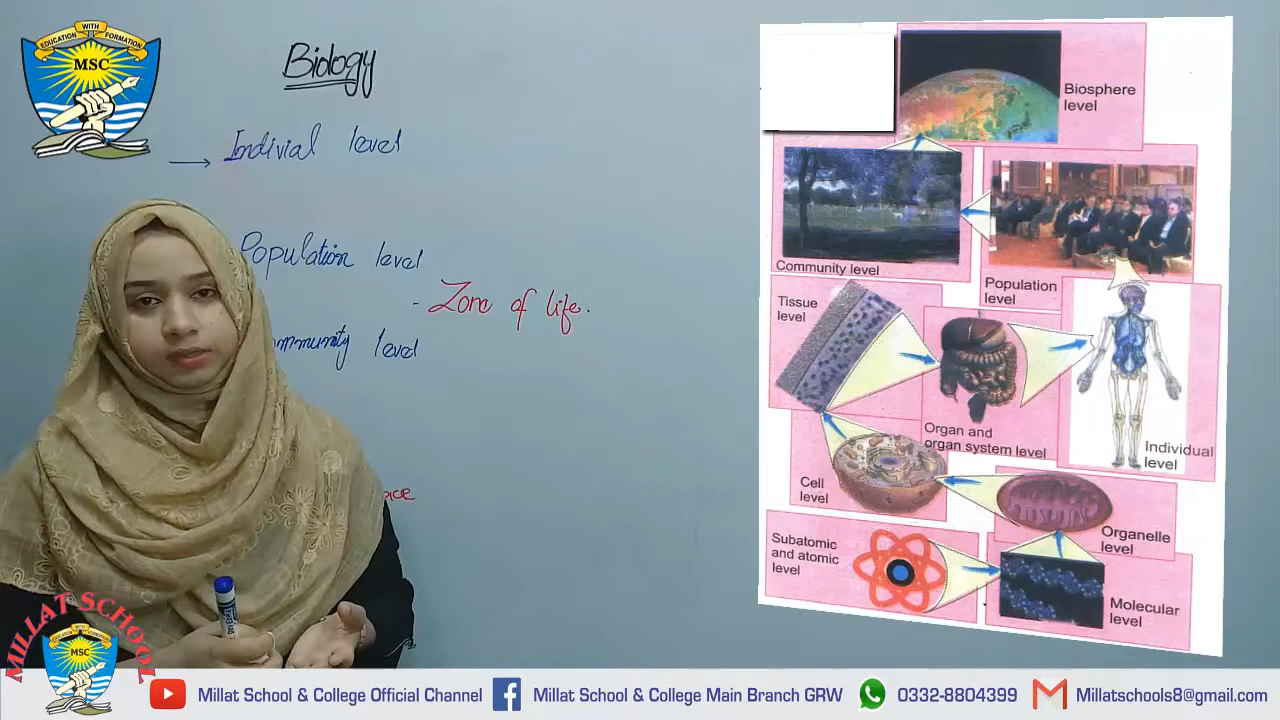 EDUCATION WITH FORMATION
MSC
Biology
→ Indivial level
Population level
- Zone of life.
mmunity level
Biosphere
level
Community level
Population
level
Tissue
level
Organ and
organ system level
Individual
level
Cell
level
Organelle
level
Subatomic
and atomic
level
Molecular
level
MILLAT SCHOOL
EDUCATION WITH FORMATION
MSC
Millat School & College Official Channel
Millat School & College Main Branch GRW
0332-8804399
Millatschools8@gmail.com